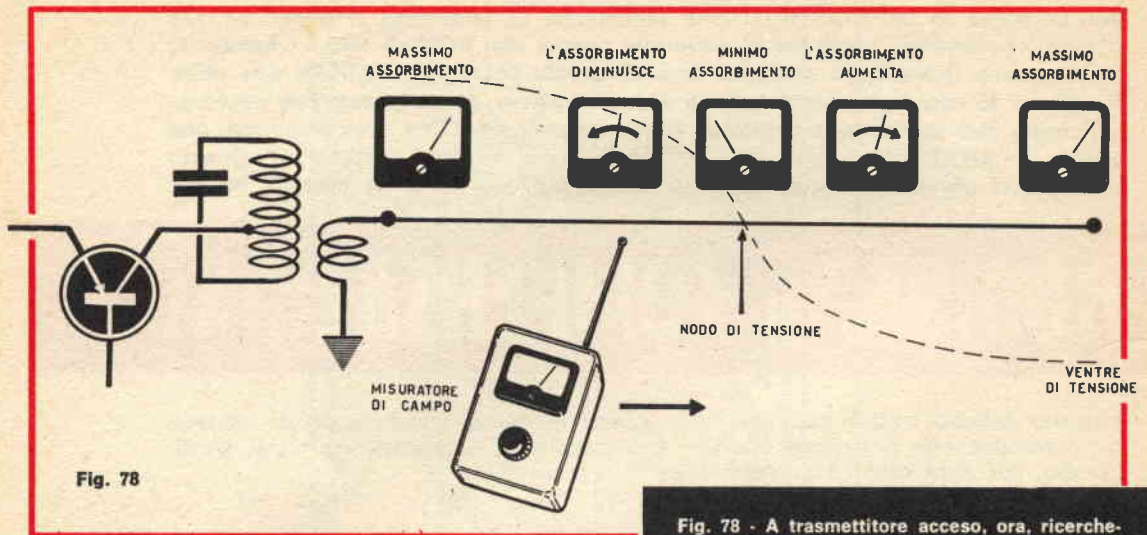 MASSIMO
ASSORBIMENTO
L'ASSORBIMENTO
DIMINUISCE
MINIMO
ASSORBIMENTO
L'ASSORBIMENTO
AUMENTA
MASSIMO
ASSORBIMENTO
NODO DI TENSIONE
VENTRE
DI TENSIONE
MISURATORE
DI CAMPO
Fig. 78
Fig. 78 - A trasmettitore acceso, ora, ricerche-